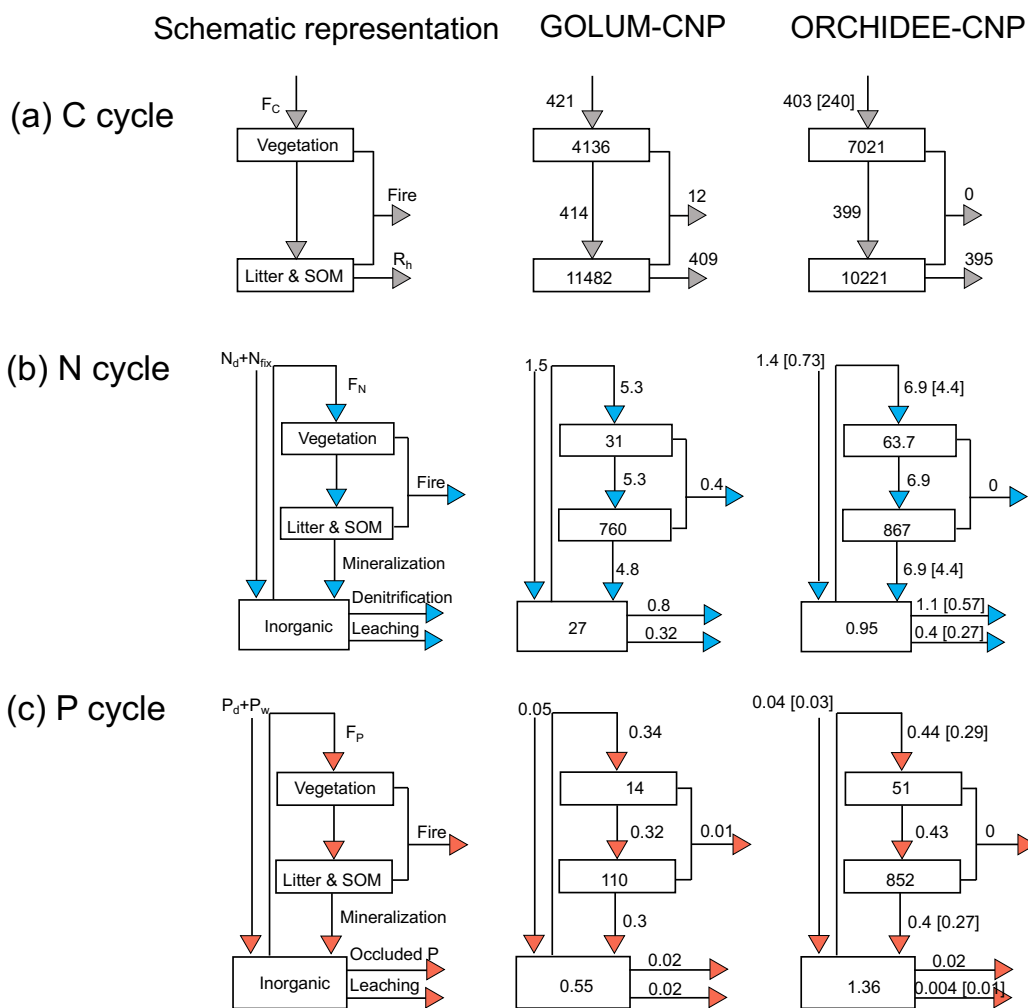 Schematic representation GOLUM-CNP ORCHIDEE-CNP
(a) C cycle
F_C 421 403 [240]
Vegetation 4136 7021
Fire 12 0
414 399
R_h 409 395
Litter & SOM 11482 10221
(b) N cycle
N_d+N_fix 1.5 1.4 [0.73]
F_N 5.3 6.9 [4.4]
Vegetation 31 63.7
Fire 5.3 0.4 6.9 0
Litter & SOM 760 867
Mineralization 4.8 6.9 [4.4]
Denitrification 0.8 1.1 [0.57]
Inorganic 27 0.95
Leaching 0.32 0.4 [0.27]
(c) P cycle
P_d+P_w 0.05 0.04 [0.03]
F_P 0.34 0.44 [0.29]
Vegetation 14 51
Fire 0.32 0.01 0.43 0
Litter & SOM 110 852
Mineralization 0.3 0.4 [0.27]
Occluded P 0.02 0.02
Inorganic 0.55 1.36
Leaching 0.02 0.004 [0.01]